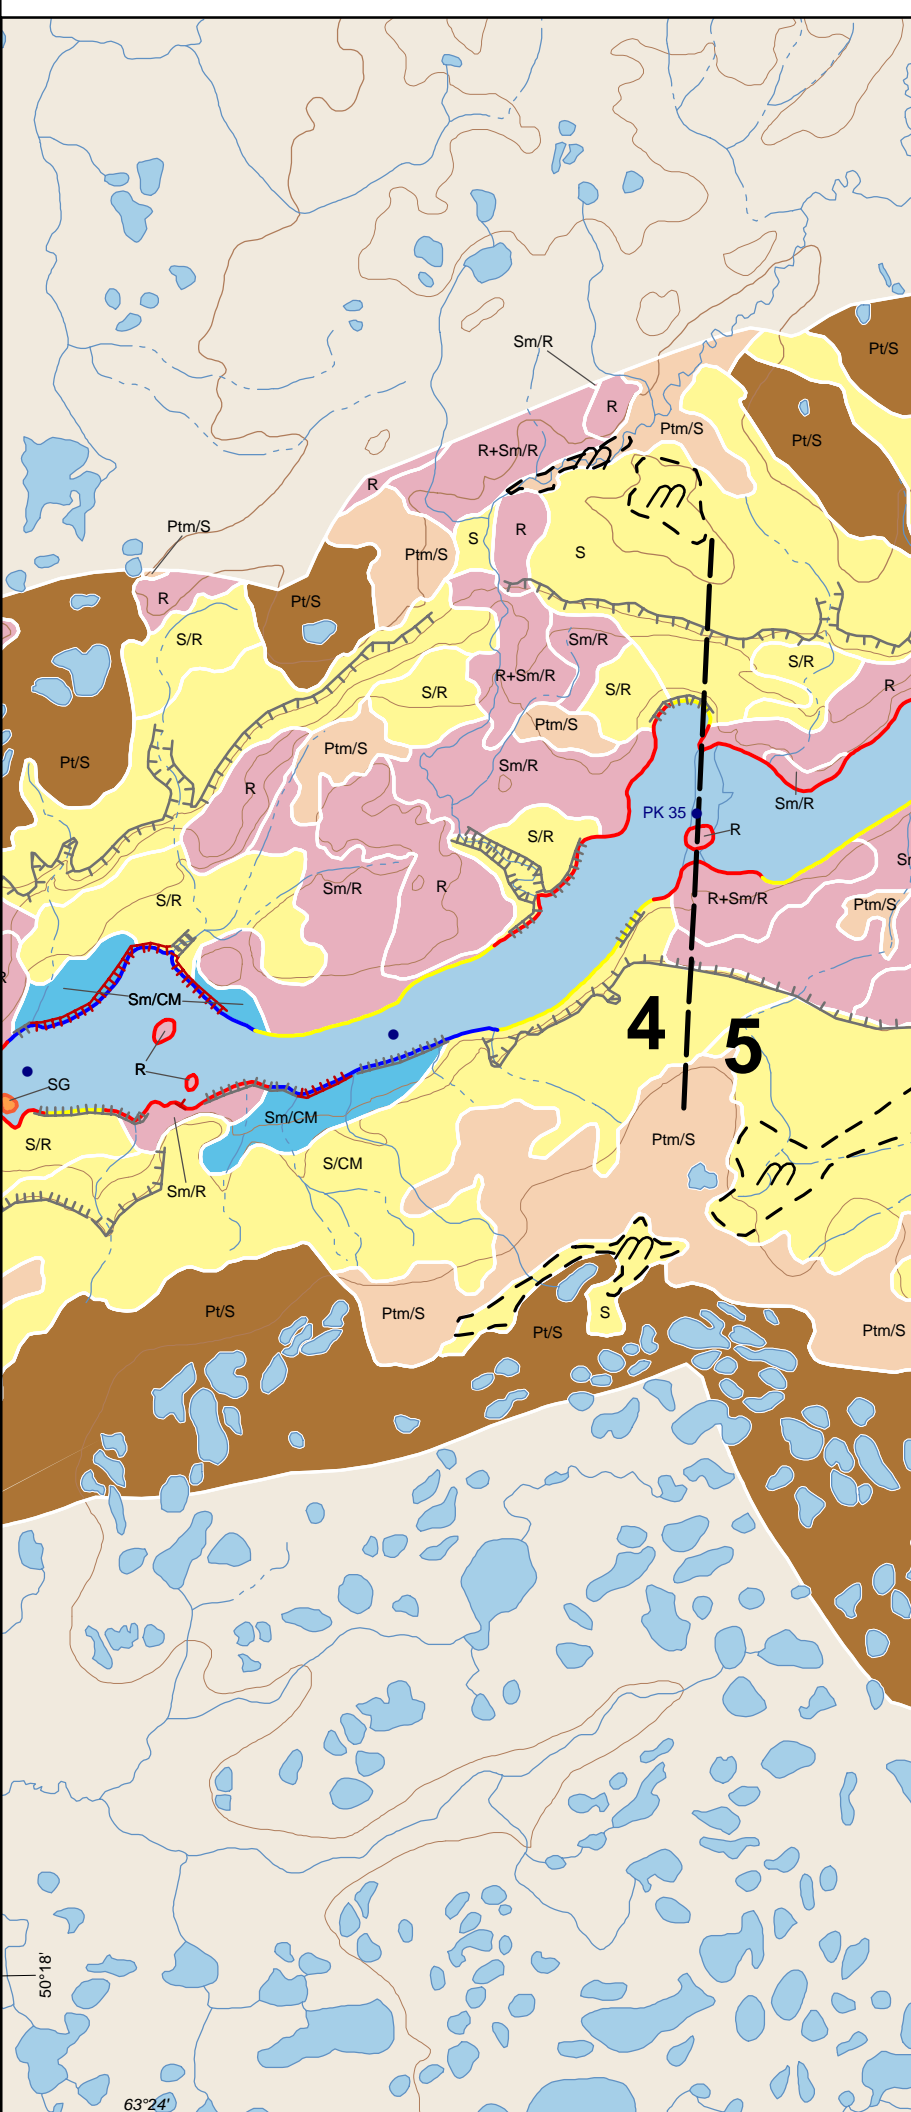 Sm/R
Pt/S
R
Ptm/S
Pt/S
R+Sm/R
R
Ptm/S
R
S
S
Ptm/S
Pt/S
R
S/R
Sm/R
S/R
R+Sm/R
R
S/R
S/R
Ptm/S
Ptm/S
Pt/S
Sm/R
R
Sm/R
PK 35
R
S/R
Sm/R
R
S/R
R+Sm/R
Ptm/S
Sm/CM
4
5
R
SG
Sm/CM
S/R
Ptm/S
S/CM
Sm/R
Pt/S
Ptm/S
S
Pt/S
Ptm/S
50°18'
63°24'